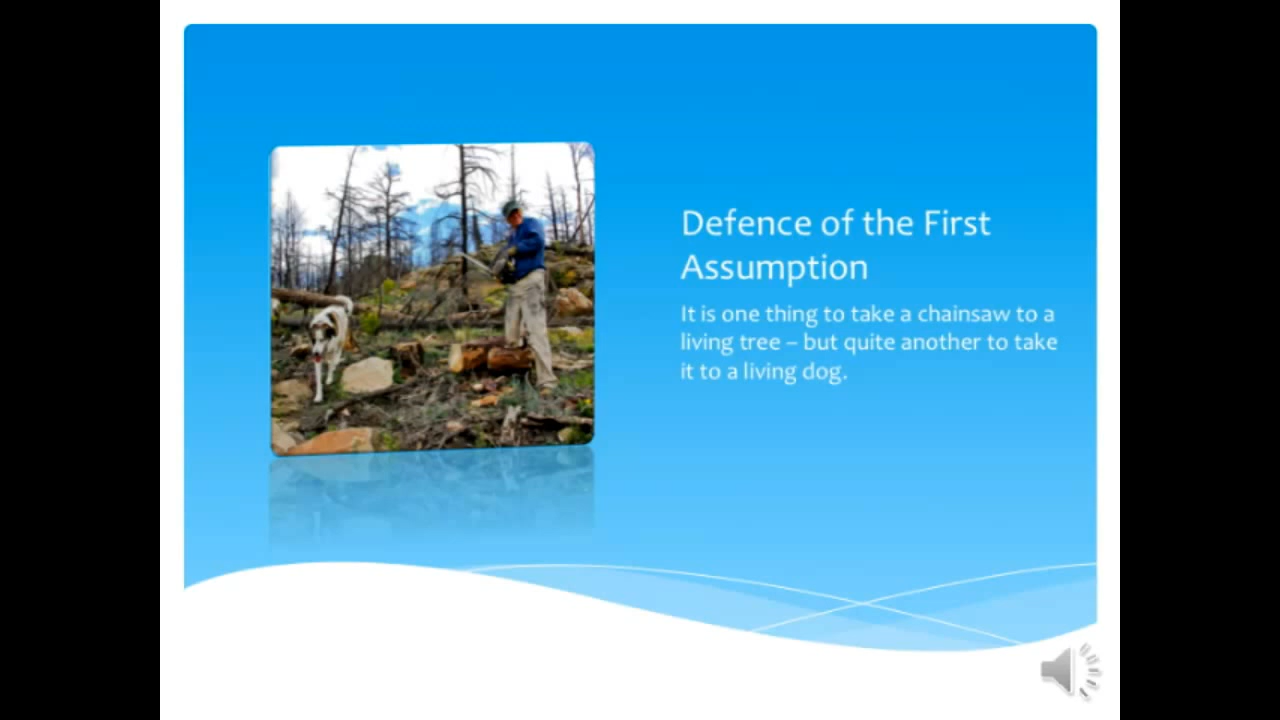 Defence of the First
Assumption
It is one thing to take a chainsaw to a
living tree – but quite another to take
it to a living dog.